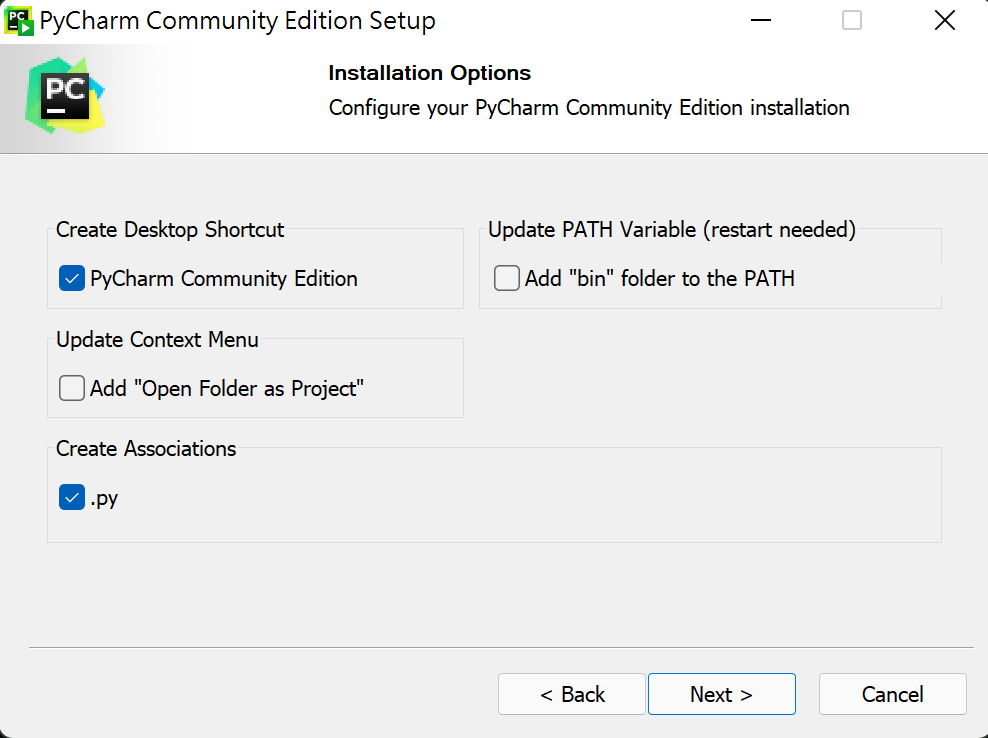 PyCharm Community Edition Setup
PC
Installation Options
Configure your PyCharm Community Edition installation
Create Desktop Shortcut
PyCharm Community Edition
Update PATH Variable (restart needed)
Add "bin" folder to the PATH
Update Context Menu
Add "Open Folder as Project"
Create Associations
.py
< Back
Next >
Cancel